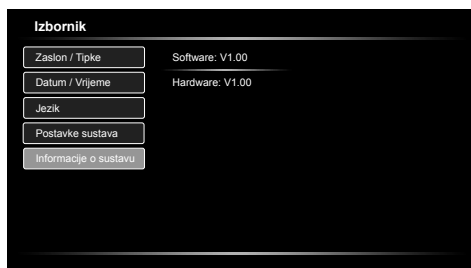 Izbornik
Zaslon / Tipke
Software: V1.00
Datum / Vrijeme
Hardware: V1.00
Jezik
Postavke sustava
Informacije o sustavu